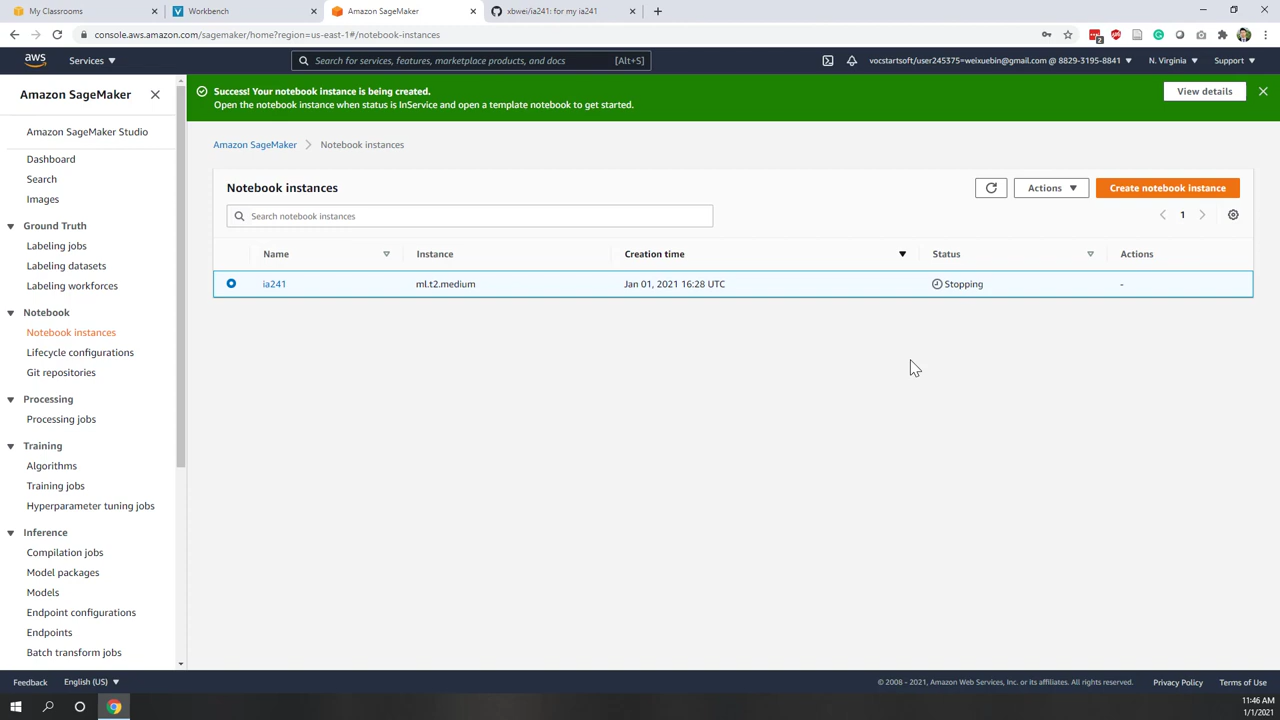 My Classrooms
Workbench
Amazon SageMaker
xbwei/ia241: for my ia241
console.aws.amazon.com/sagemaker/home?region=us-east-1#/notebook-instances
2
aws
Services
Search for services, features, marketplace products, and docs
[Alt+S]
vocstartsoft/user245375=weixuebin@gmail.com @ 8829-3195-8841
N. Virginia
Support
Amazon SageMaker
Amazon SageMaker Studio
Dashboard
Search
Images
Ground Truth
Labeling jobs
Labeling datasets
Labeling workforces
Notebook
Notebook instances
Lifecycle configurations
Git repositories
Processing
Processing jobs
Training
Algorithms
Training jobs
Hyperparameter tuning jobs
Inference
Compilation jobs
Model packages
Models
Endpoint configurations
Endpoints
Batch transform jobs
Success! Your notebook instance is being created.
Open the notebook instance when status is InService and open a template notebook to get started.
View details
Amazon SageMaker
Notebook instances
Notebook instances
Actions
Create notebook instance
Search notebook instances
1
Name
Instance
Creation time
Status
Actions
ia241
ml.t2.medium
Jan 01, 2021 16:28 UTC
Stopping
-
Feedback
English (US)
© 2008 - 2021, Amazon Web Services, Inc. or its affiliates. All rights reserved.
Privacy Policy
Terms of Use
11:46 AM
1/1/2021